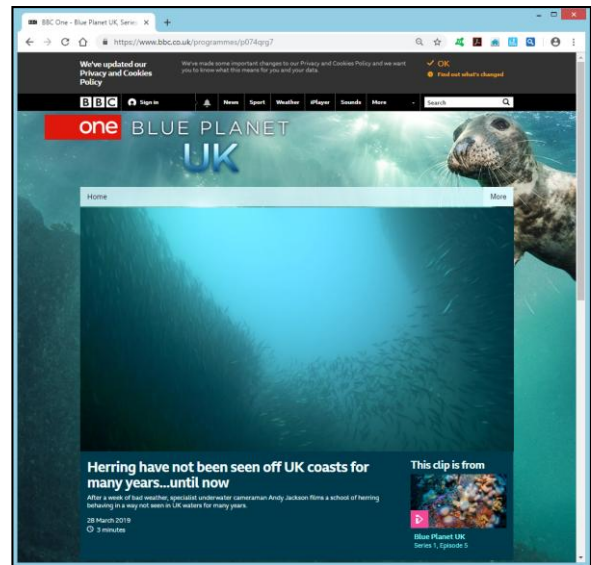 BBC One - Blue Planet UK, Series
https://www.bbc.co.uk/programmes/p074qrg7
We've updated our
Privacy and Cookies
Policy
We've made some important changes to our Privacy and Cookies Policy and we want
you to know what this means for you and your data.
OK
Find out what's changed
BBC Sign in News Sport Weather iPlayer Sounds More Search
one BLUE PLANET
UK
Home More
Herring have not been seen off UK coasts for
many years...until now
After a week of bad weather, specialist underwater cameraman Andy Jackson films a school of herring
behaving in a way not seen in UK waters for many years.
28 March 2019
3 minutes
This clip is from
Blue Planet UK
Series 1, Episode 5